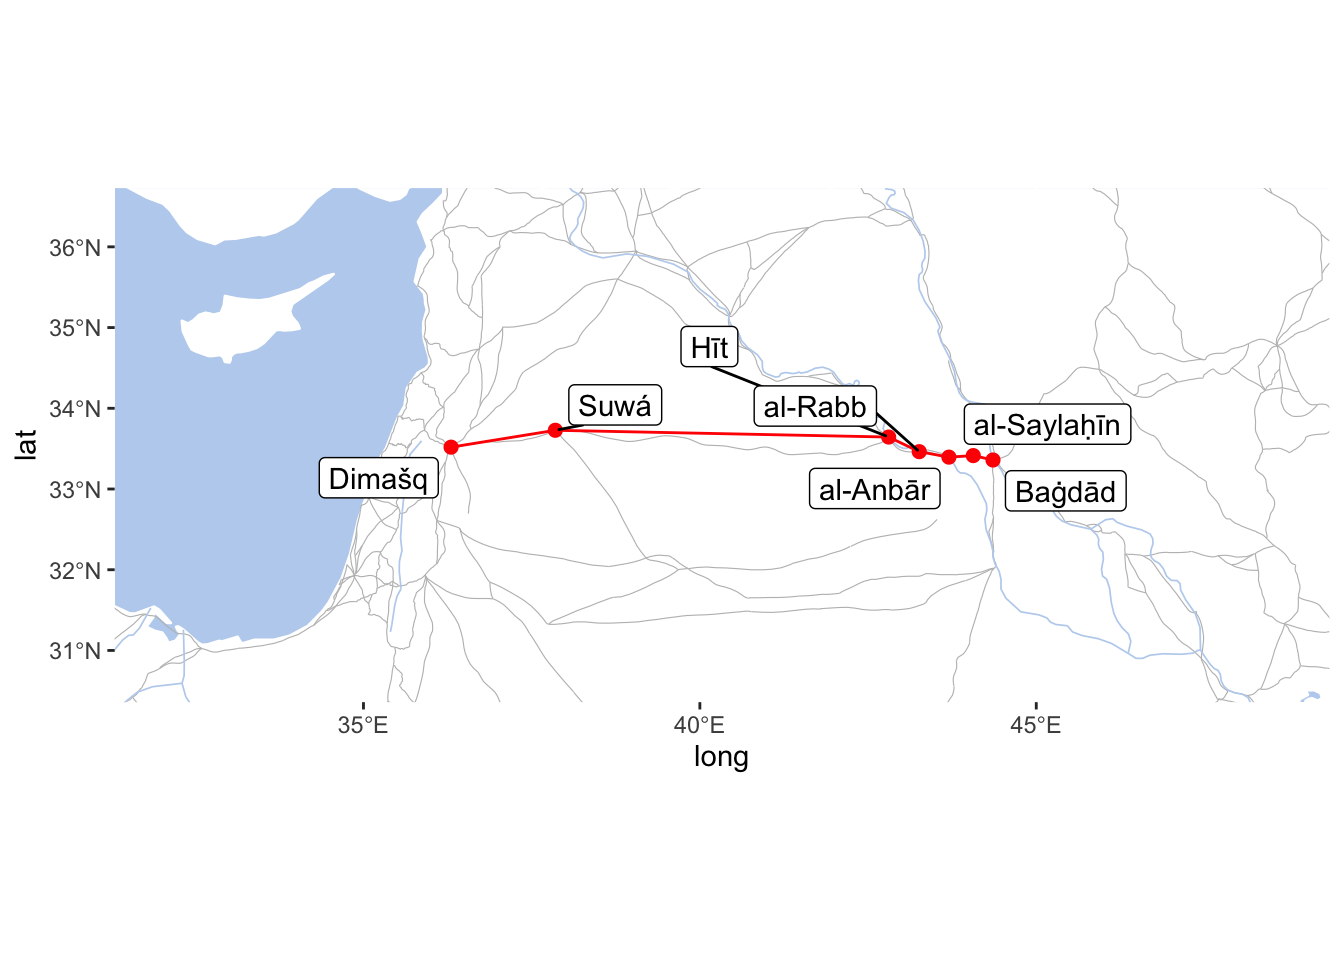 36°N
35°N
34°N
33°N
32°N
31°N
lat
Hīt
Suwá
al-Rabb
al-Saylaḥīn
Dimašq
al-Anbār
Baġdād
35°E
40°E
45°E
long